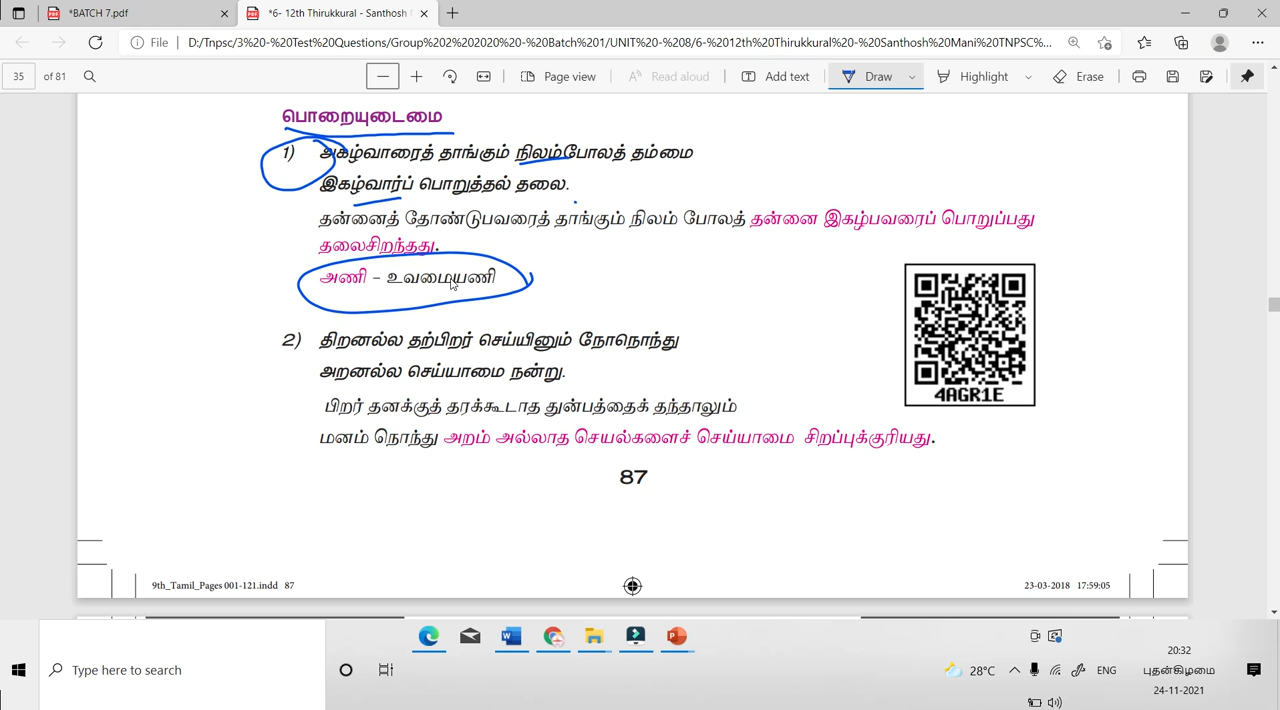 *BATCH 7.pdf
*6- 12th Thirukkural - Santhosh
File
D:/Tnpsc/3%20-%20Test%20Questions/Group%202%202020%20-%20Batch%201/UNIT%20-%208/6-%2012th%20Thirukkural%20-%20Santhosh%20Mani%20TNPSC%...
35 of 81
Page view
Read aloud
Add text
Draw
Highlight
Erase
பொறையுடைமை
1) அகழ்வாரைத் தாங்கும் நிலம்போலத் தம்மை
இகழ்வார்ப் பொறுத்தல் தலை.
தன்னைத் தோண்டுபவரைத் தாங்கும் நிலம் போலத் தன்னை இகழ்பவரைப் பொறுப்பது
தலைசிறந்தது.
அணி – உவமையணி
2) திறனல்ல தற்பிறர் செய்யினும் நோநொந்து
அறனல்ல செய்யாமை நன்று.
பிறர் தனக்குத் தரக்கூடாத துன்பத்தைக் தந்தாலும்
மனம் நொந்து அறம் அல்லாத செயல்களைச் செய்யாமை சிறப்புக்குரியது.
4AGR1E
87
9th_Tamil_Pages 001-121.indd 87
23-03-2018 17:59:05
Type here to search
28°C
ENG
20:32
புதன்கிழமை
24-11-2021